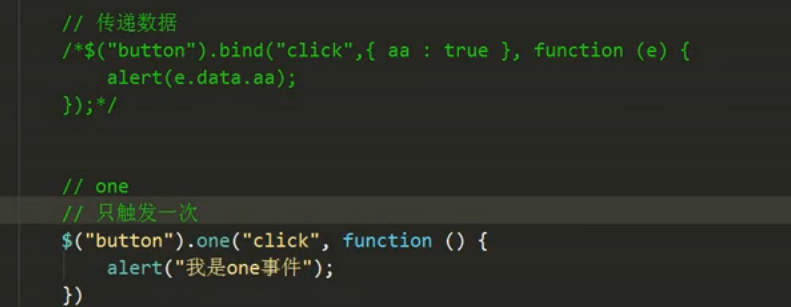 // 传递数据
/*$("button").bind("click",{ aa : true }, function (e) {
    alert(e.data.aa);
});*/
// one
// 只触发一次
$("button").one("click", function () {
    alert("我是one事件");
})